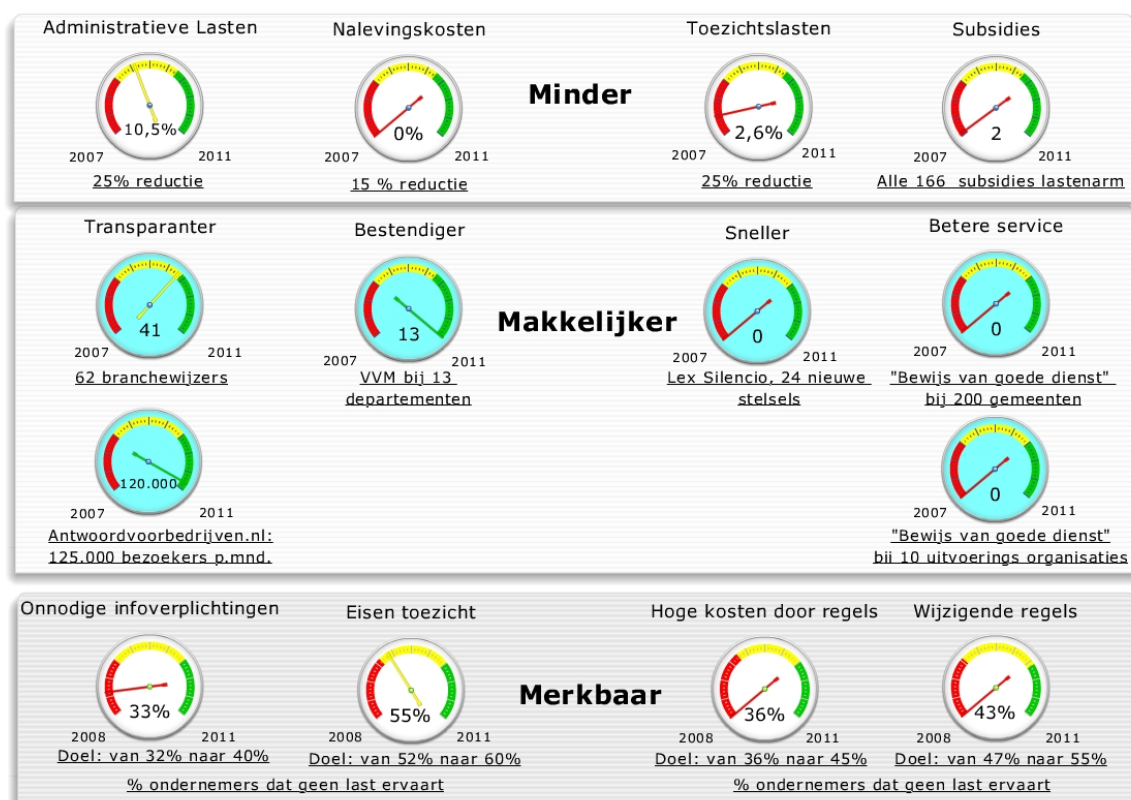 Administratieve Lasten
10,5%
2007 2011
25% reductie
Nalevingskosten
0%
2007 2011
15 % reductie
Minder
Toezichtslasten
2,6%
2007 2011
25% reductie
Subsidies
2
2007 2011
Alle 166 subsidies lastenarm
Transparanter
41
2007 2011
62 branchewijzers
Bestendiger
13
2007 2011
VVM bij 13
departementen
Makkelijker
Sneller
0
2007 2011
Lex Silencio, 24 nieuwe
stelsels
Betere service
0
2007 2011
"Bewijs van goede dienst"
bij 200 gemeenten
120.000
2007 2011
Antwoordvoorbedrijven.nl:
125.000 bezoekers p.mnd.
0
2007 2011
"Bewijs van goede dienst"
bij 10 uitvoerings organisaties
Onnodige infoverplichtingen
33%
2008 2011
Doel: van 32% naar 40%
Eisen toezicht
55%
2008 2011
Doel: van 52% naar 60%
% ondernemers dat geen last ervaart
Merkbaar
Hoge kosten door regels
36%
2008 2011
Doel: van 36% naar 45%
Wijzigende regels
43%
2008 2011
Doel: van 47% naar 55%
% ondernemers dat geen last ervaart